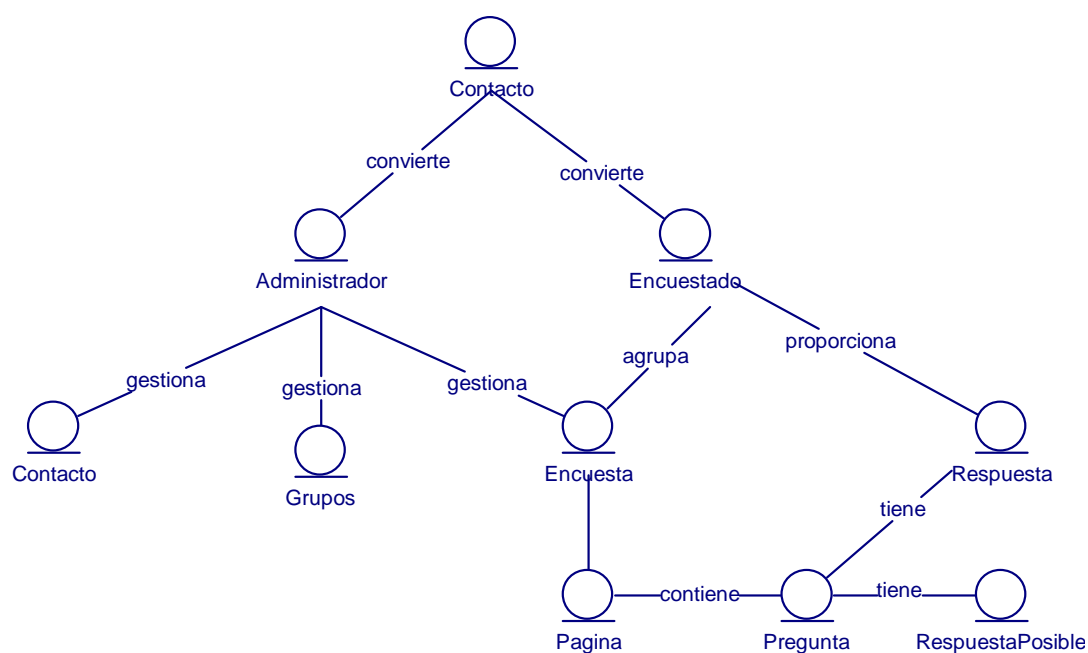 Contacto
convierte
convierte
Administrador
Encuestado
proporciona
agrupa
gestiona
gestiona
gestiona
Contacto
Grupos
Encuesta
Respuesta
tiene
contiene
tiene
Pagina
Pregunta
RespuestaPosible